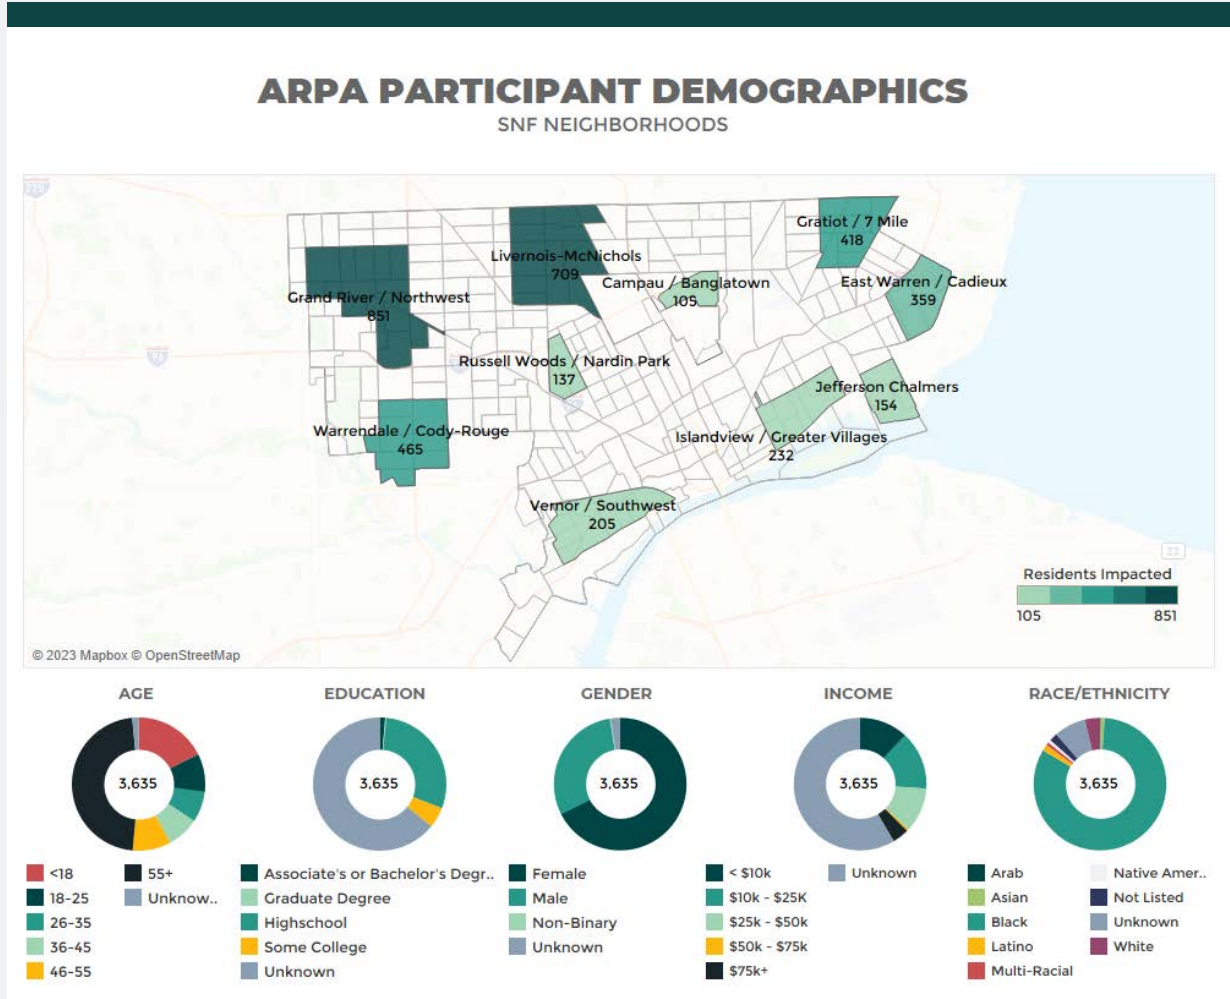 ARPA PARTICIPANT DEMOGRAPHICS
SNF NEIGHBORHOODS
275
Gratiot / 7 Mile
418
Livernois-McNichols
709
Campau / Banglatown
105
East Warren / Cadieux
359
Grand River / Northwest
851
96
Russell Woods / Nardin Park
137
Jefferson Chalmers
154
Warrendale / Cody-Rouge
465
Islandview / Greater Villages
232
Vernor / Southwest
205
22
Residents Impacted
105 851
© 2023 Mapbox © OpenStreetMap
AGE
3,635
<18
18-25
26-35
36-45
46-55
55+
Unknow..
EDUCATION
3,635
Associate's or Bachelor's Degr..
Graduate Degree
Highschool
Some College
Unknown
GENDER
3,635
Female
Male
Non-Binary
Unknown
INCOME
3,635
< $10k
$10k - $25K
$25k - $50k
$50k - $75k
$75k+
Unknown
RACE/ETHNICITY
3,635
Arab
Asian
Black
Latino
Multi-Racial
Native Amer..
Not Listed
Unknown
White